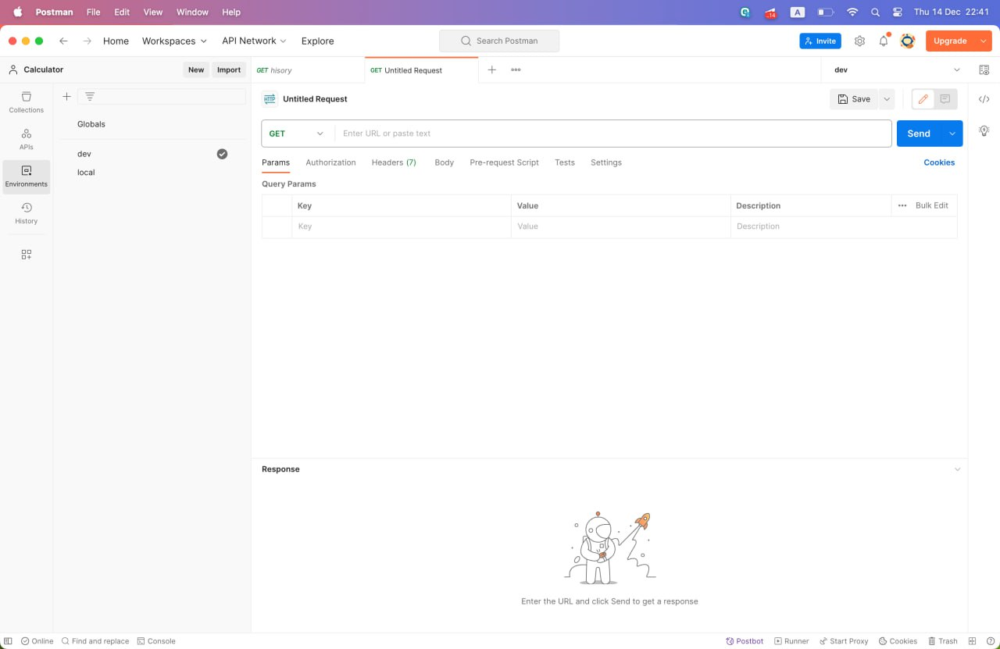 Postman File Edit View Window Help A Thu 14 Dec 22:41
Home Workspaces API Network Explore Search Postman Invite Upgrade
Calculator New Import GET hisory GET Untitled Request dev
Collections
APIs
Environments
History
Globals
dev
local
HTTP Untitled Request Save
GET Enter URL or paste text Send
Params Authorization Headers (7) Body Pre-request Script Tests Settings Cookies
Query Params
Key Value Description Bulk Edit
Key Value Description
Response
Enter the URL and click Send to get a response
Online Find and replace Console Postbot Runner Start Proxy Cookies Trash